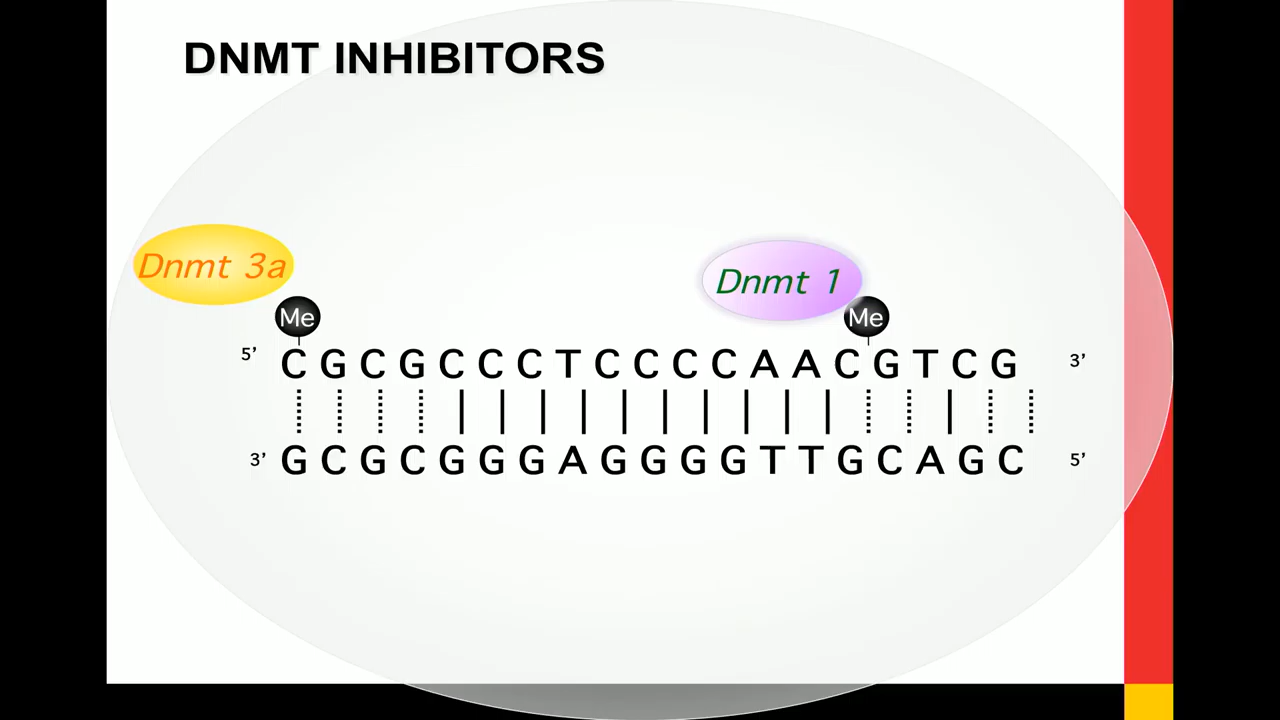 DNMT INHIBITORS
Dnmt 3a
Dnmt 1
Me
Me
5’ C G C G C C C T C C C C A A C G T C G 3’
3’ G C G C G G G A G G G G T T G C A G C 5’